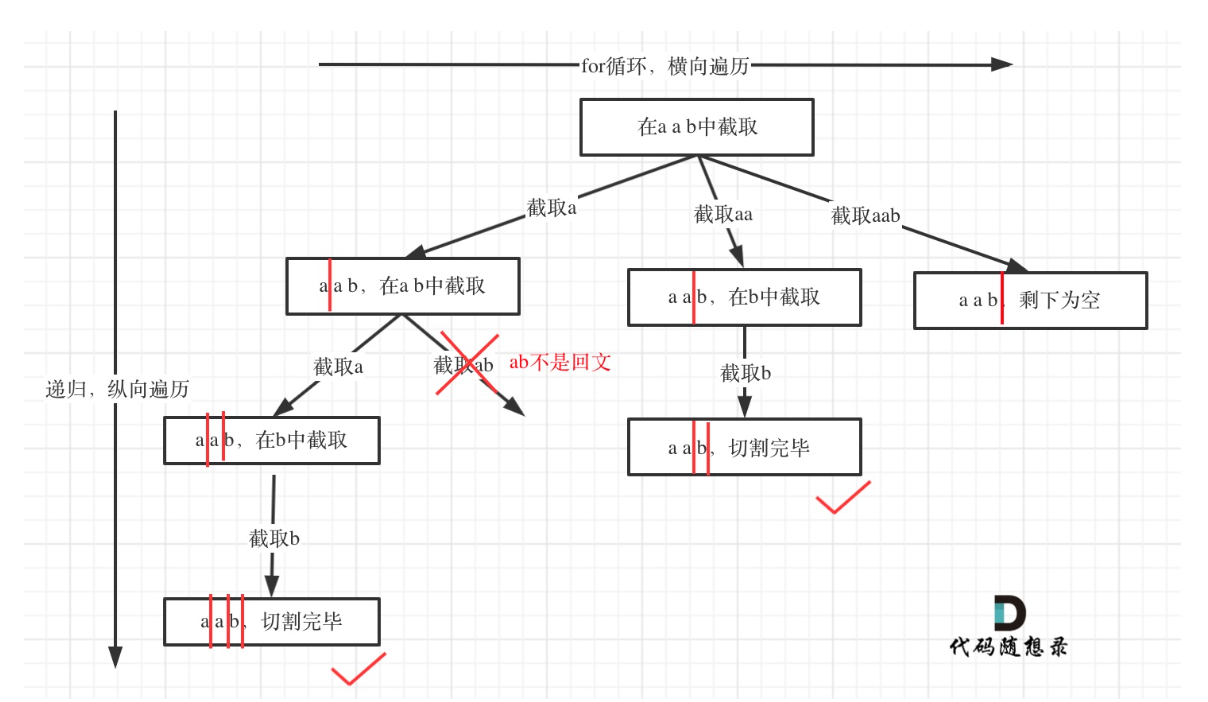 for循环，横向遍历
在a a b中截取
截取a
截取aa
截取aab
a a b，在a b中截取
a a b，在b中截取
a a b，剩下为空
截取a
截取ab
ab不是回文
截取b
递归，纵向遍历
a a b，在b中截取
a a b，切割完毕
截取b
a a b，切割完毕
代码随想录